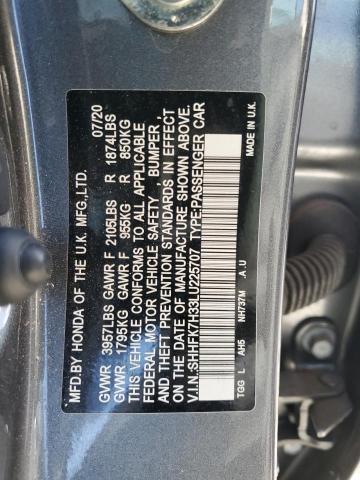 MFD.BY HONDA OF THE U.K. MFG.,LTD. 07/20
GVWR 3957LBS GAWR F 2105LBS R 1874LBS
GVWR 1795KG GAWR F 955KG R 850KG
THIS VEHICLE CONFORMS TO ALL APPLICABLE
FEDERAL MOTOR VEHICLE SAFETY, BUMPER,
AND THEFT PREVENTION STANDARDS IN EFFECT
ON THE DATE OF MANUFACTURE SHOWN ABOVE.
V.I.N.:SHHFK7H33LU225707 TYPE:PASSENGER CAR
TGG L AH5 NH737M .A.U MADE IN U.K.